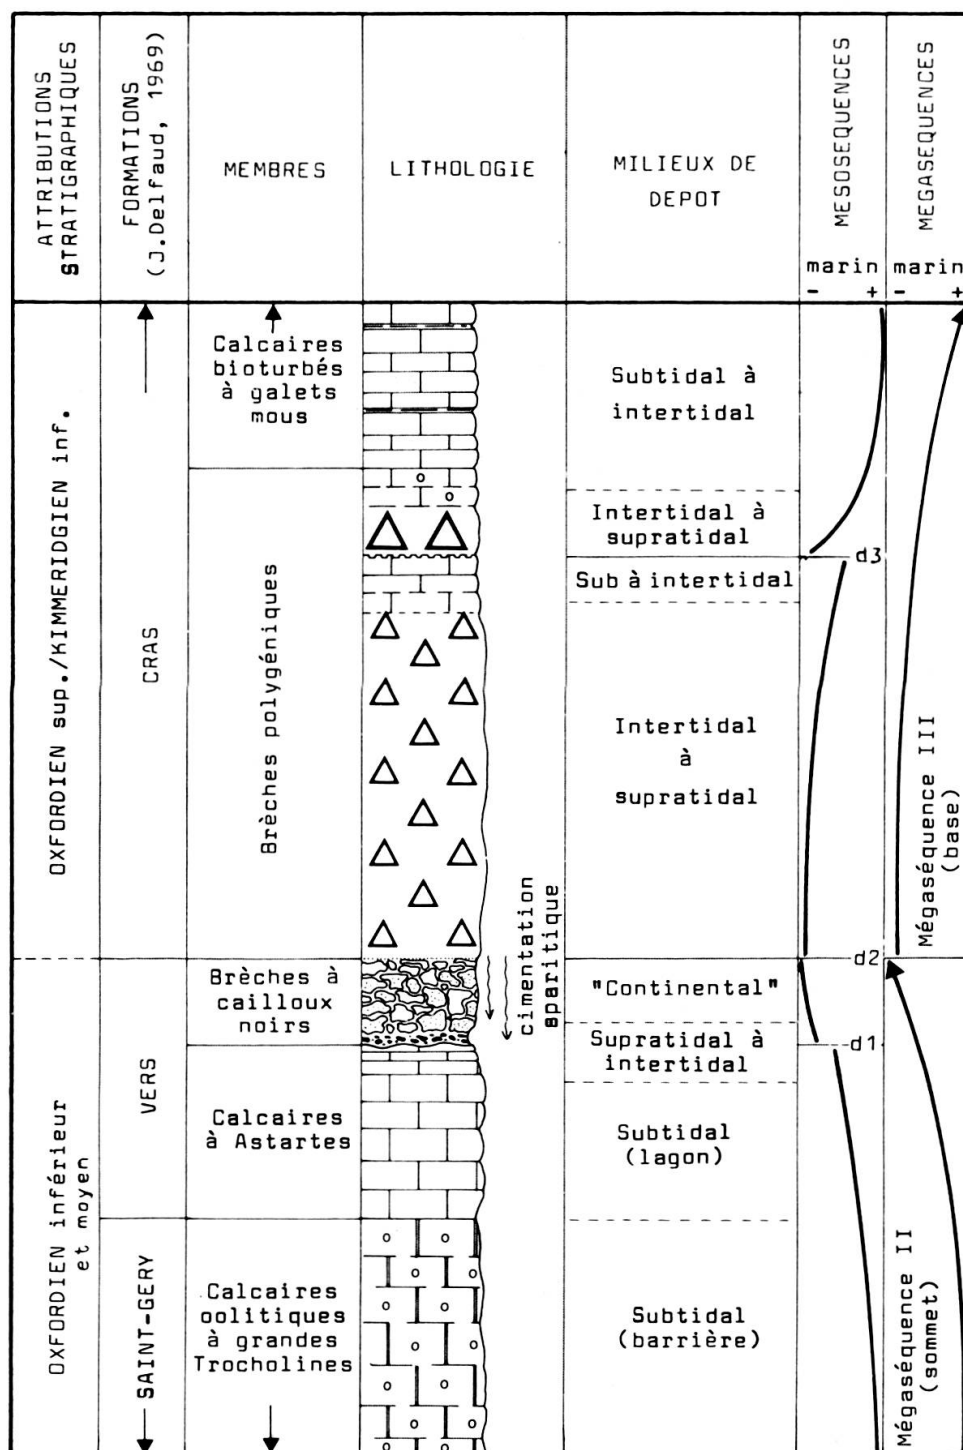 ATTRIBUTIONS
STRATIGRAPHIQUES
FORMATIONS
(J.Delfaud, 1969)
MEMBRES
LITHOLOGIE
MILIEUX DE
DEPOT
MESOSEQUENCES
MEGASEQUENCES
marin
- +
marin
- +
OXFORDIEN sup./KIMMERIDGIEN inf.
OXFORDIEN inférieur
et moyen
CRAS
VERS
SAINT-GERY
Calcaires
bioturbés
à galets
mous
Brèches polygéniques
Brèches à
cailloux
noirs
Calcaires
à Astartes
Calcaires
oolitiques
à grandes
Trocholines
cimentation
sparitique
Subtidal à
intertidal
Intertidal à
supratidal
Sub à intertidal
Intertidal
à
supratidal
"Continental"
Supratidal à
intertidal
Subtidal
(lagon)
Subtidal
(barrière)
d3
d2
d1
Mégaséquence III
(base)
Mégaséquence II
(sommet)